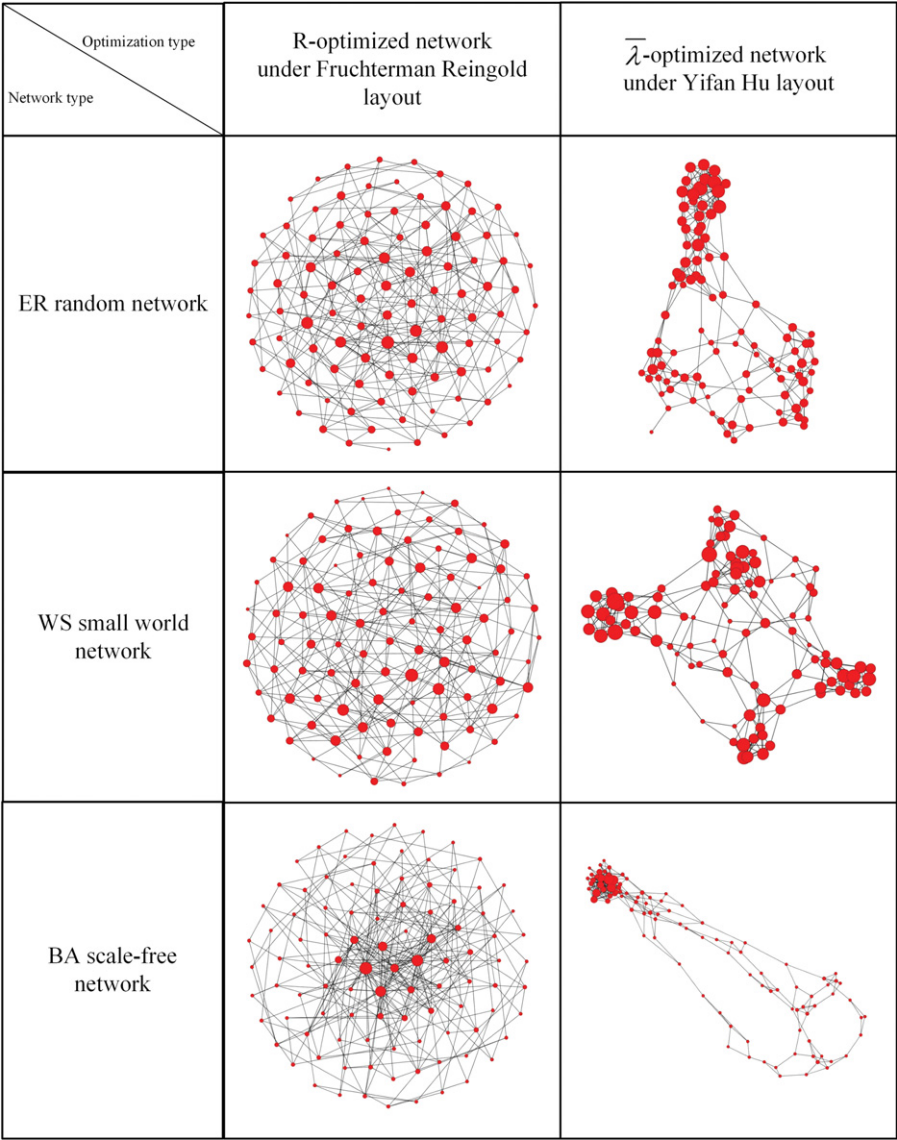 Optimization type
Network type
R-optimized network
under Fruchterman Reingold
layout
λ̅-optimized network
under Yifan Hu layout
ER random network
WS small world
network
BA scale-free
network